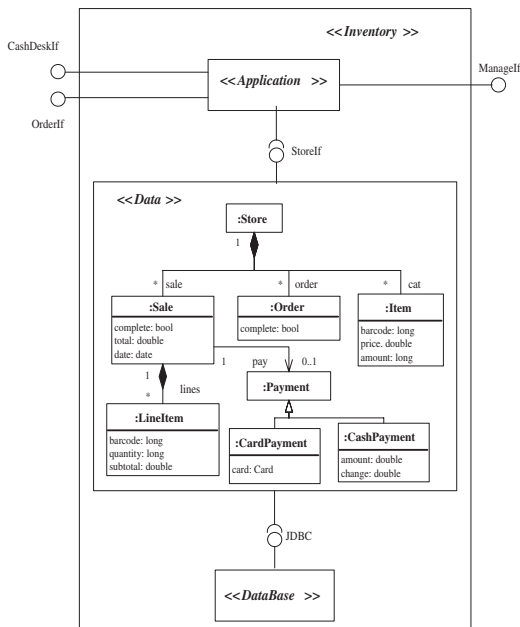 <<Inventory >>
CashDeskIf
<<Application >>
ManageIf
OrderIf
StoreIf
<<Data >>
:Store
1
* sale
* order
* cat
:Sale
complete: bool
total: double
date: date
:Order
complete: bool
:Item
barcode: long
price. double
amount: long
1 pay 0..1
1
lines
*
:Payment
:LineItem
barcode: long
quantity: long
subtotal: double
:CardPayment
card: Card
:CashPayment
amount: double
change: double
JDBC
<<DataBase >>